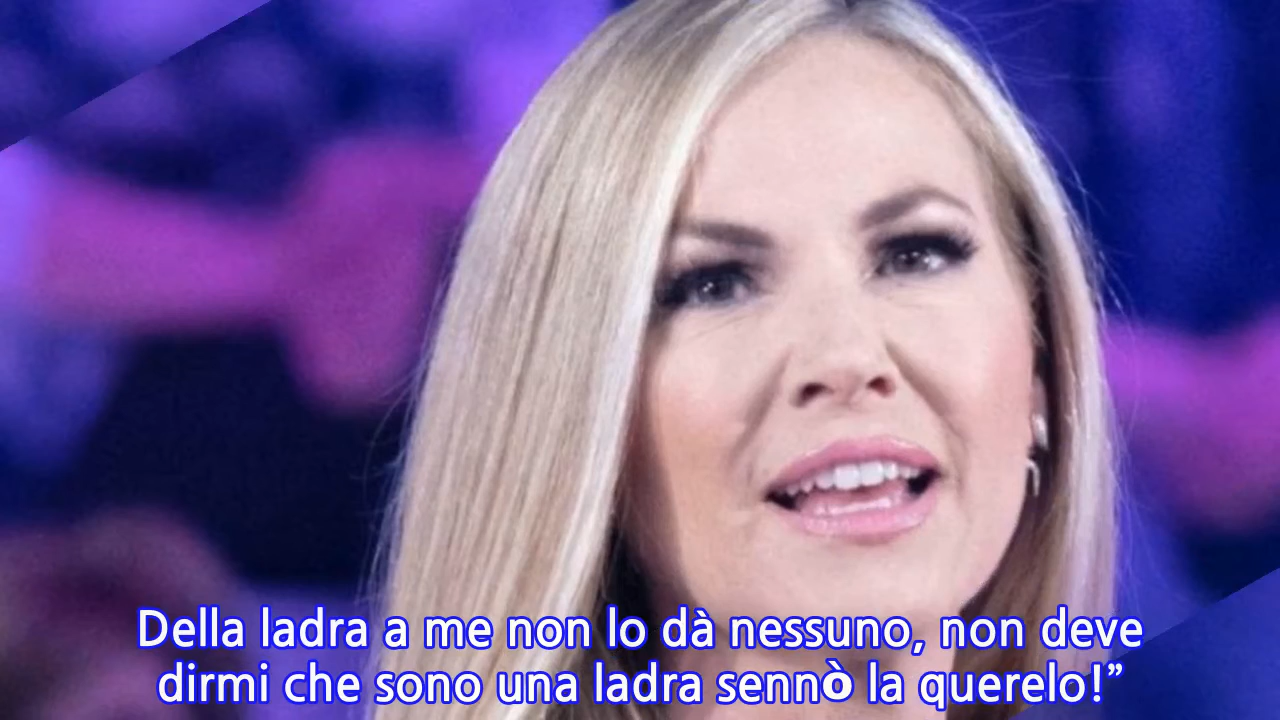 Della ladra a me non lo dà nessuno, non deve
dirmi che sono una ladra sennò la querelo!”